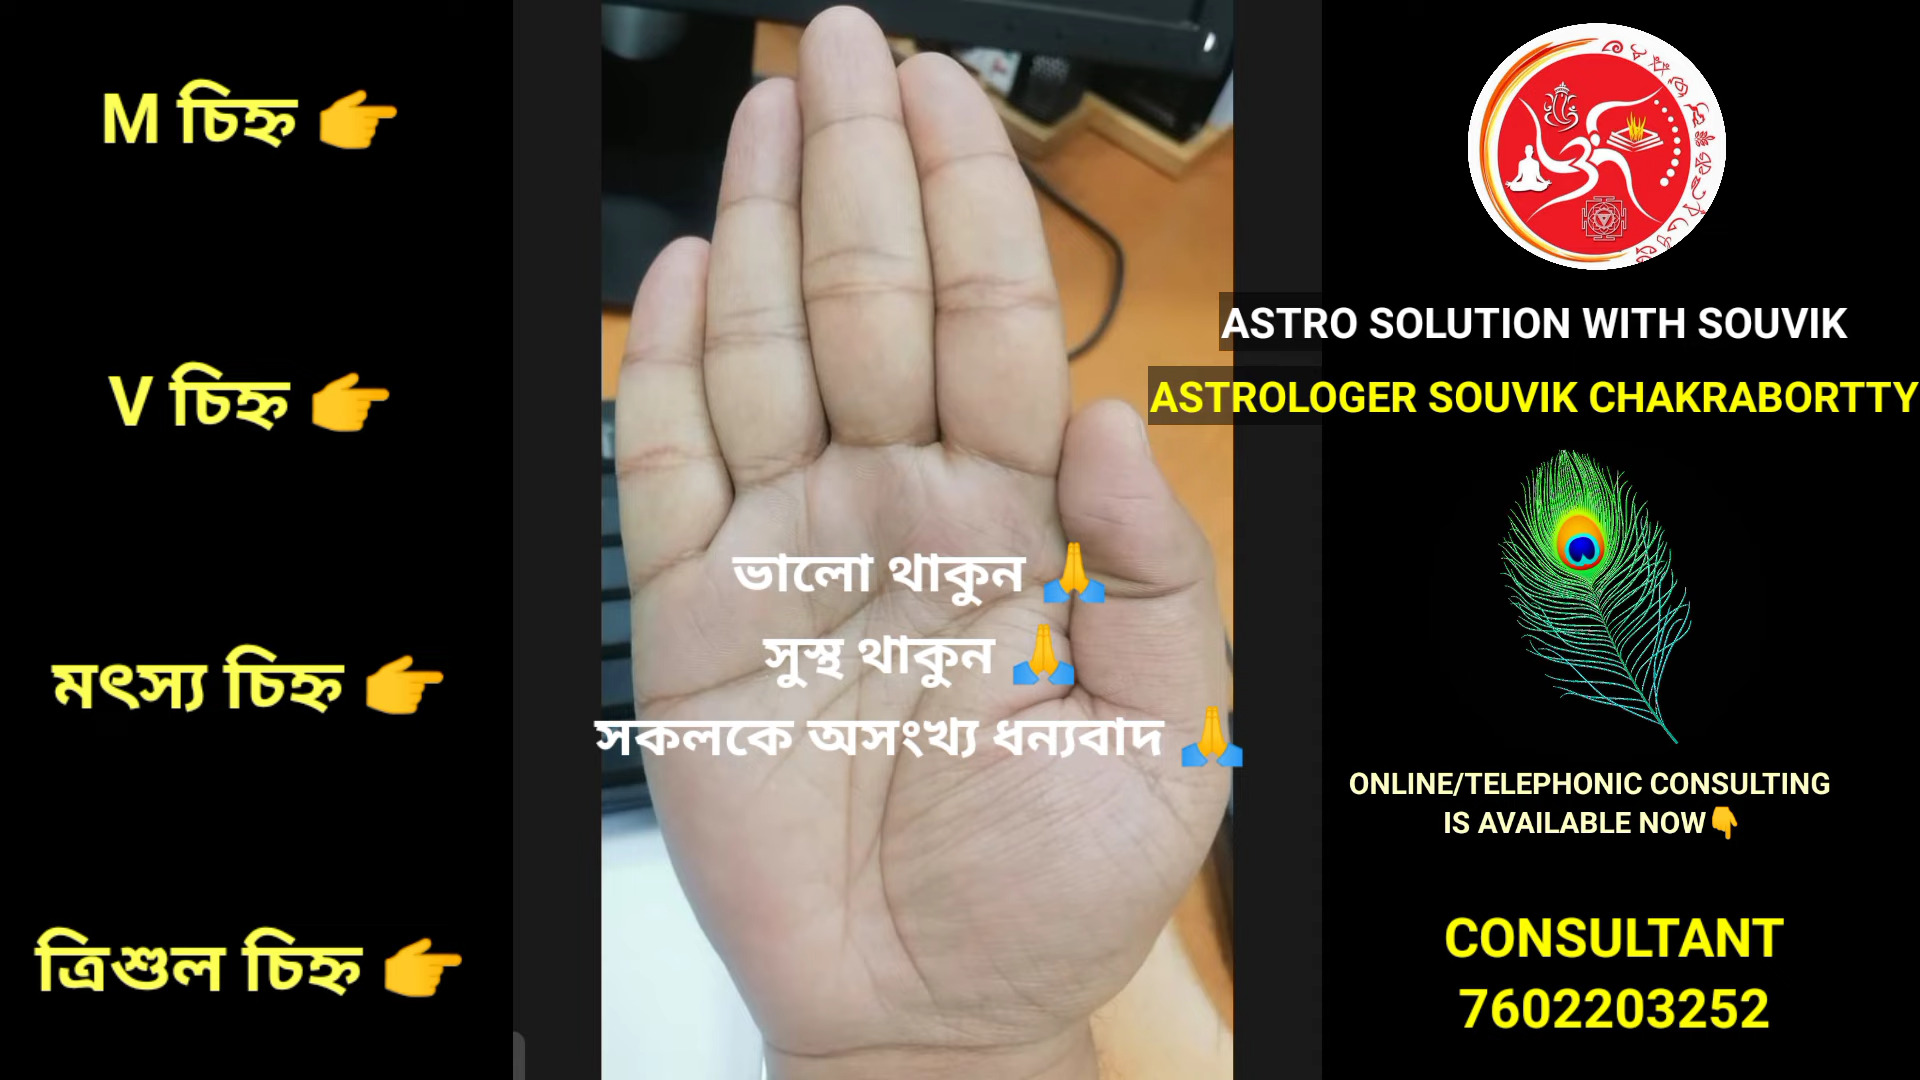 M চিহ্ন 👉
V চিহ্ন 👉
মৎস্য চিহ্ন 👉
ত্রিশুল চিহ্ন 👉
ভালো থাকুন 🙏
সুস্থ থাকুন 🙏
সকলকে অসংখ্য ধন্যবাদ 🙏
ASTRO SOLUTION WITH SOUVIK
ASTROLOGER SOUVIK CHAKRABORTTY
ONLINE/TELEPHONIC CONSULTING
IS AVAILABLE NOW👇
CONSULTANT
7602203252